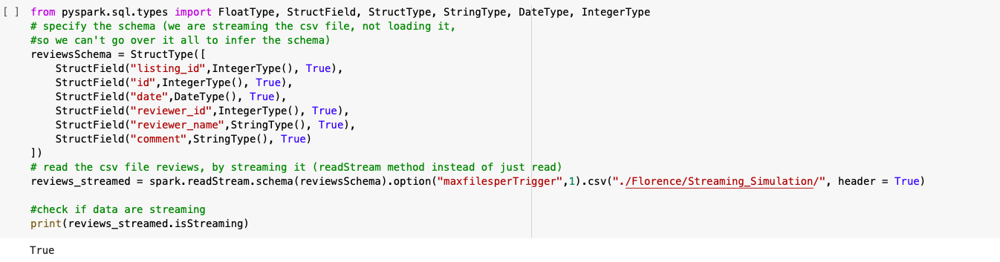 [ ] from pyspark.sql.types import FloatType, StructField, StructType, StringType, DateType, IntegerType
# specify the schema (we are streaming the csv file, not loading it,
#so we can't go over it all to infer the schema)
reviewsSchema = StructType([
    StructField("listing_id",IntegerType(), True),
    StructField("id",IntegerType(), True),
    StructField("date",DateType(), True),
    StructField("reviewer_id",IntegerType(), True),
    StructField("reviewer_name",StringType(), True),
    StructField("comment",StringType(), True)
])
# read the csv file reviews, by streaming it (readStream method instead of just read)
reviews_streamed = spark.readStream.schema(reviewsSchema).option("maxfilesperTrigger",1).csv("./Florence/Streaming_Simulation/", header = True)
#check if data are streaming
print(reviews_streamed.isStreaming)
True